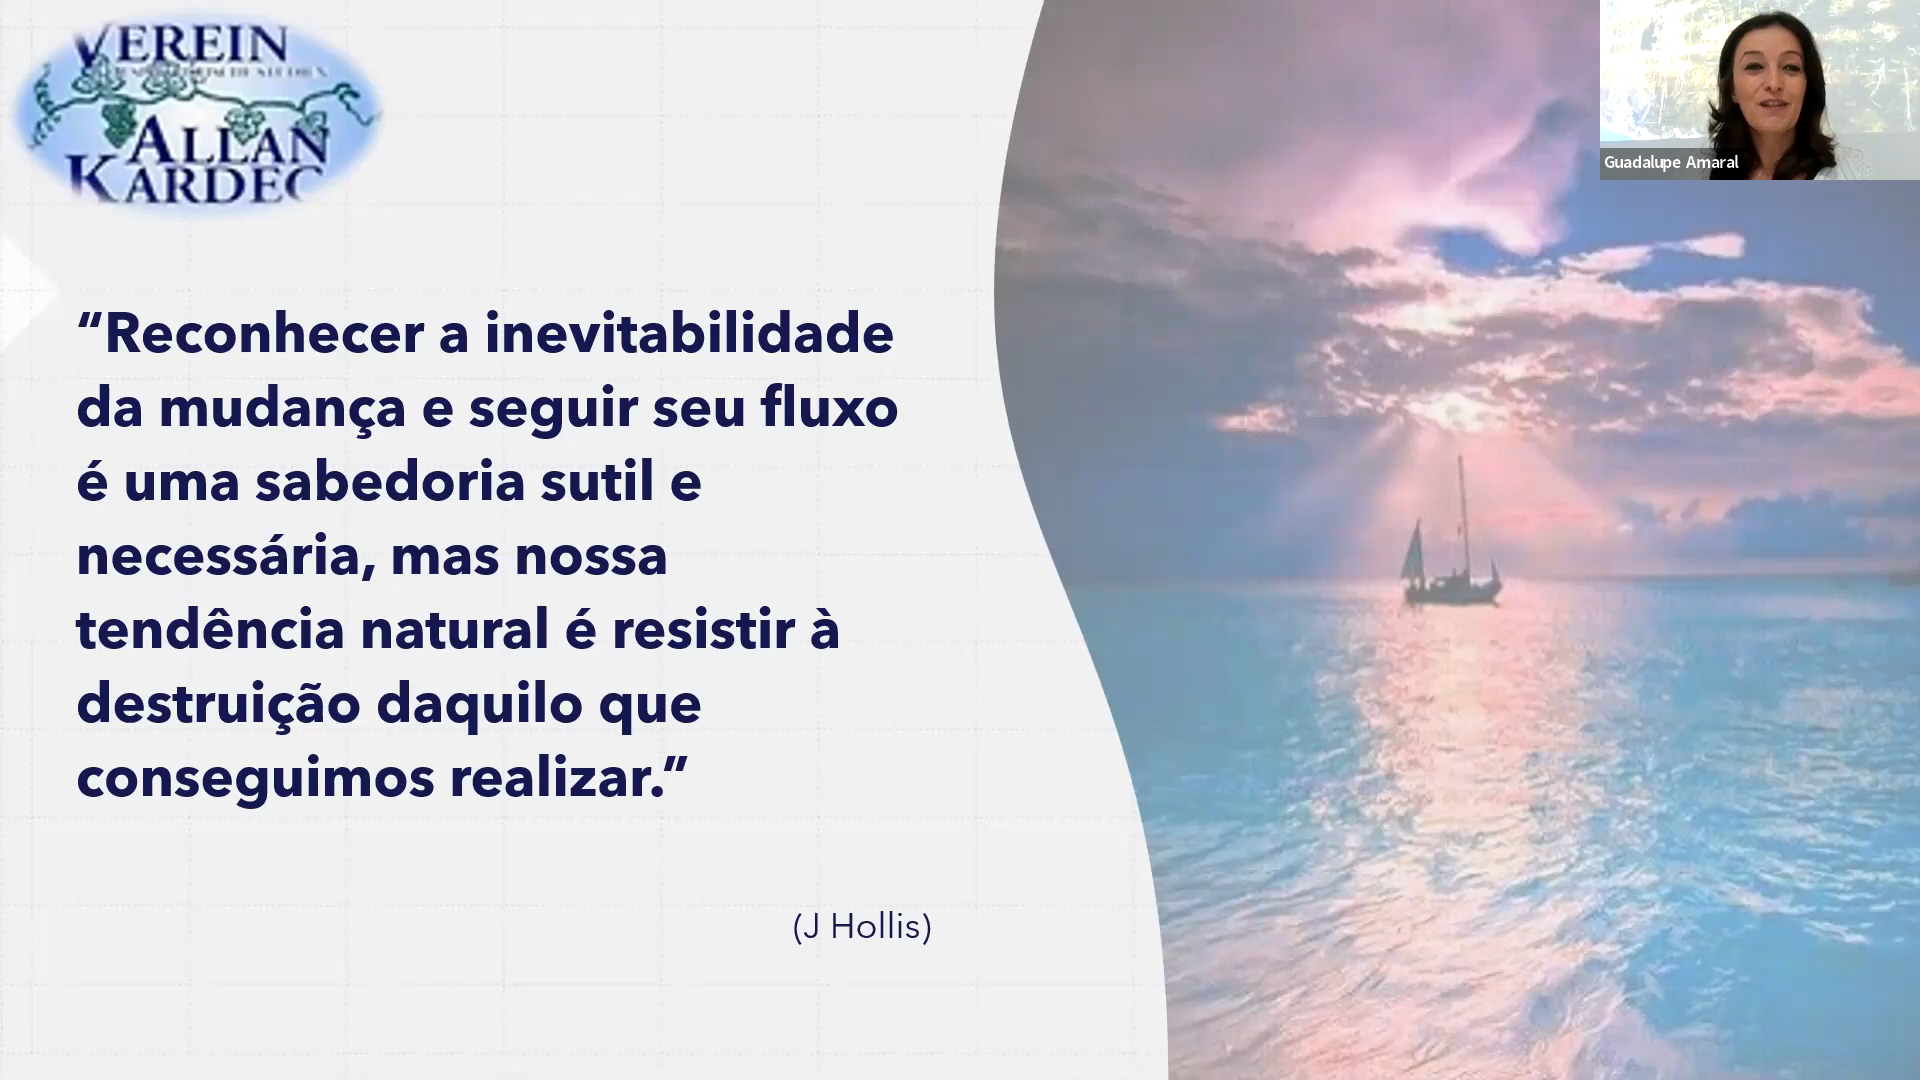 VEREIN
ALLAN
KARDEC
Guadalupe Amaral
“Reconhecer a inevitabilidade
da mudança e seguir seu fluxo
é uma sabedoria sutil e
necessária, mas nossa
tendência natural é resistir à
destruição daquilo que
conseguimos realizar.”
(J Hollis)